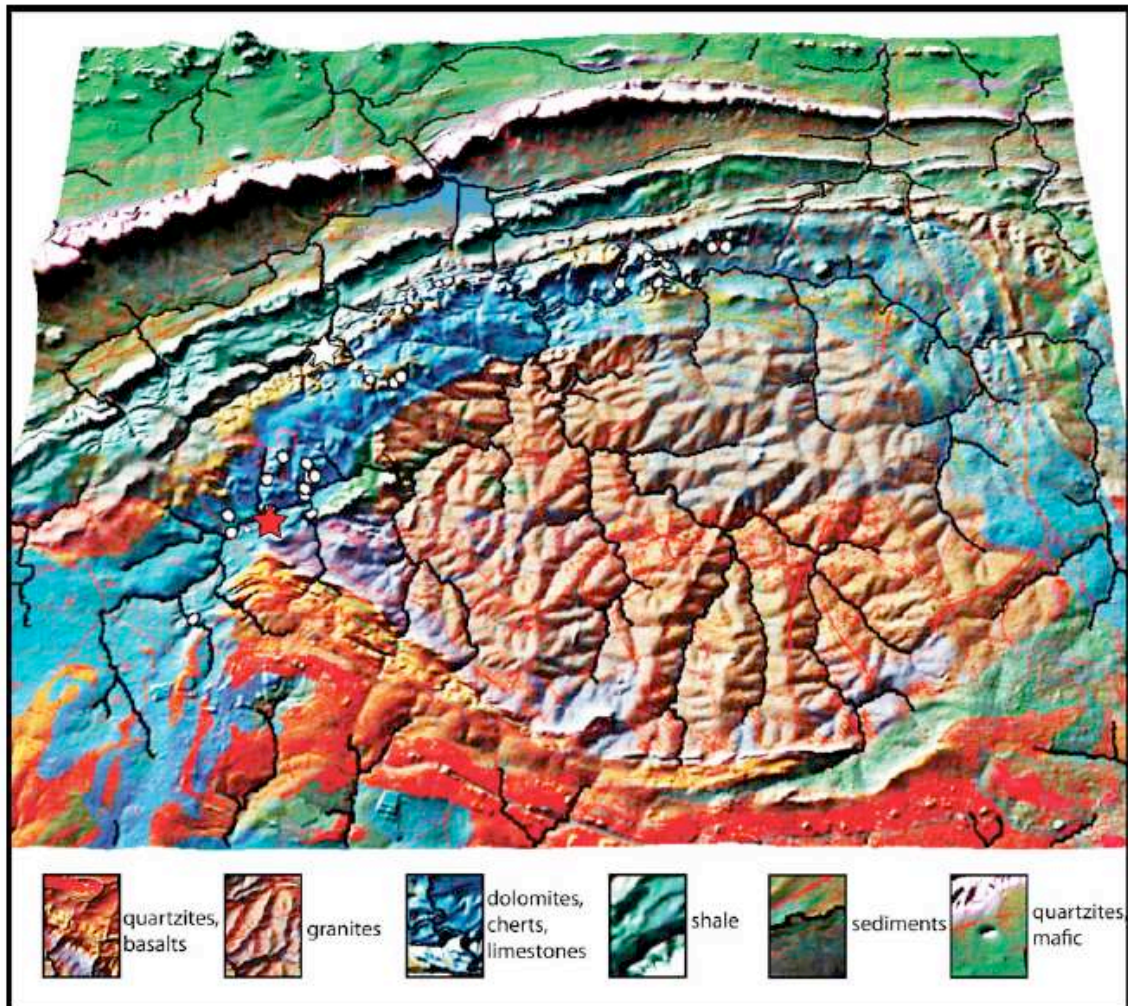 quartzites,
basalts
granites
dolomites,
cherts,
limestones
shale
sediments
quartzites,
mafic